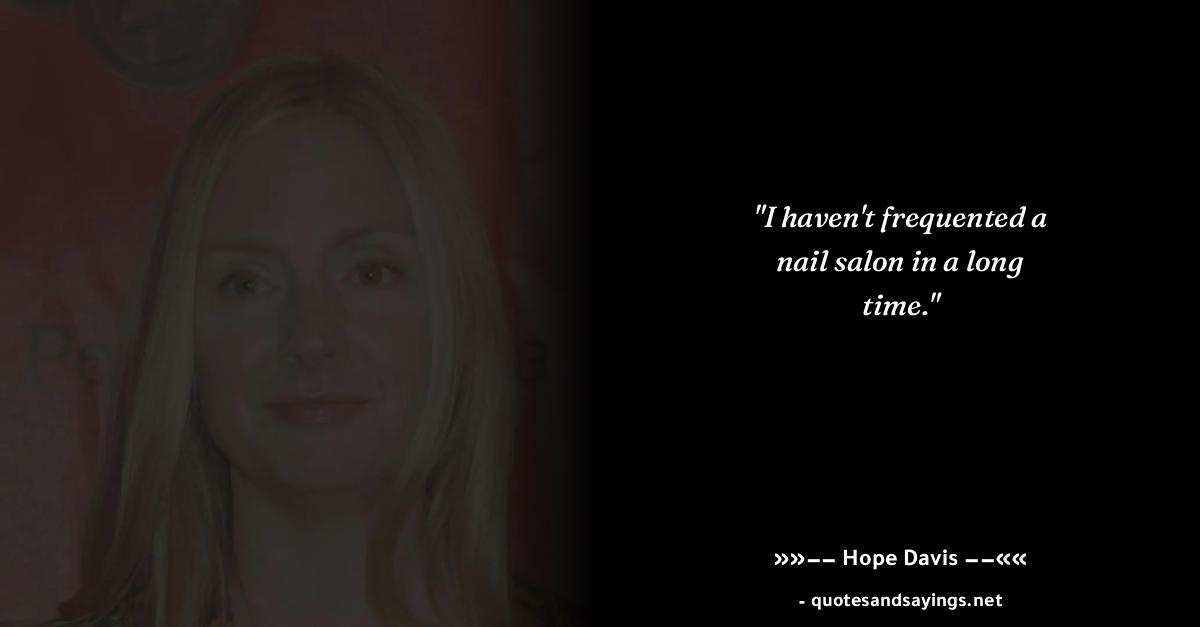 "I haven't frequented a
nail salon in a long
time."
»»–– Hope Davis ––««
- quotesandsayings.net